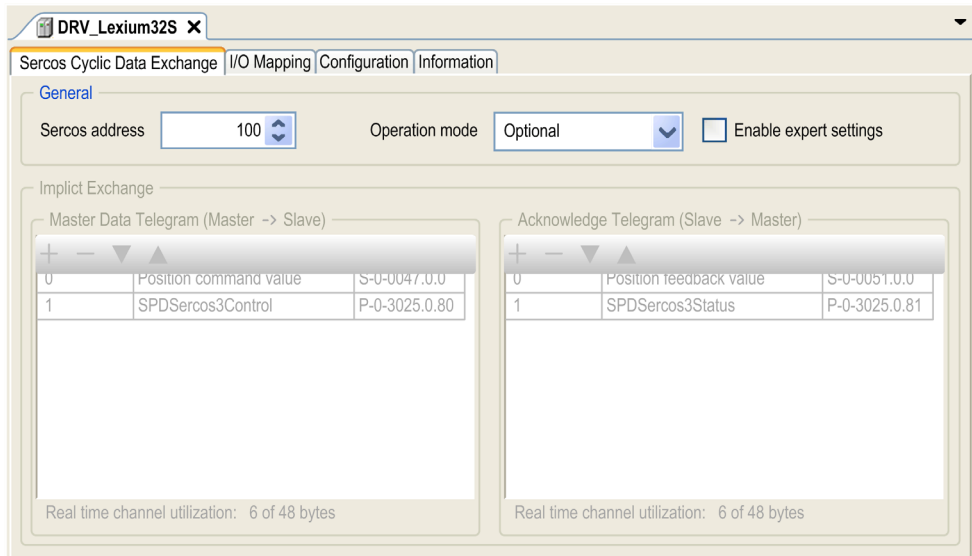 DRV_Lexium32S
Sercos Cyclic Data Exchange I/O Mapping Configuration Information
General
Sercos address 100 Operation mode Optional Enable expert settings
Implict Exchange
Master Data Telegram (Master -> Slave)
0 Position command value S-0-0047.0.0
1 SPDSercos3Control P-0-3025.0.80
Real time channel utilization: 6 of 48 bytes
Acknowledge Telegram (Slave -> Master)
0 Position feedback value S-0-0051.0.0
1 SPDSercos3Status P-0-3025.0.81
Real time channel utilization: 6 of 48 bytes